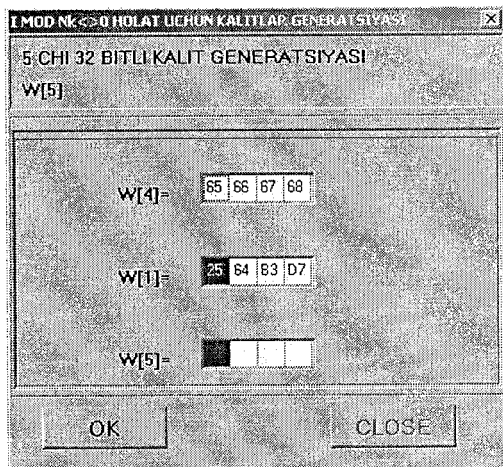 I MOD Nk<>0 HOLAT UCHUN KALITLAR GENERATSIYASI
5 CHI 32 BITLI KALIT GENERATSIYASI
W[5]
W[4]= 65 66 67 68
W[1]= 25 64 B3 D7
W[5]=
OK CLOSE